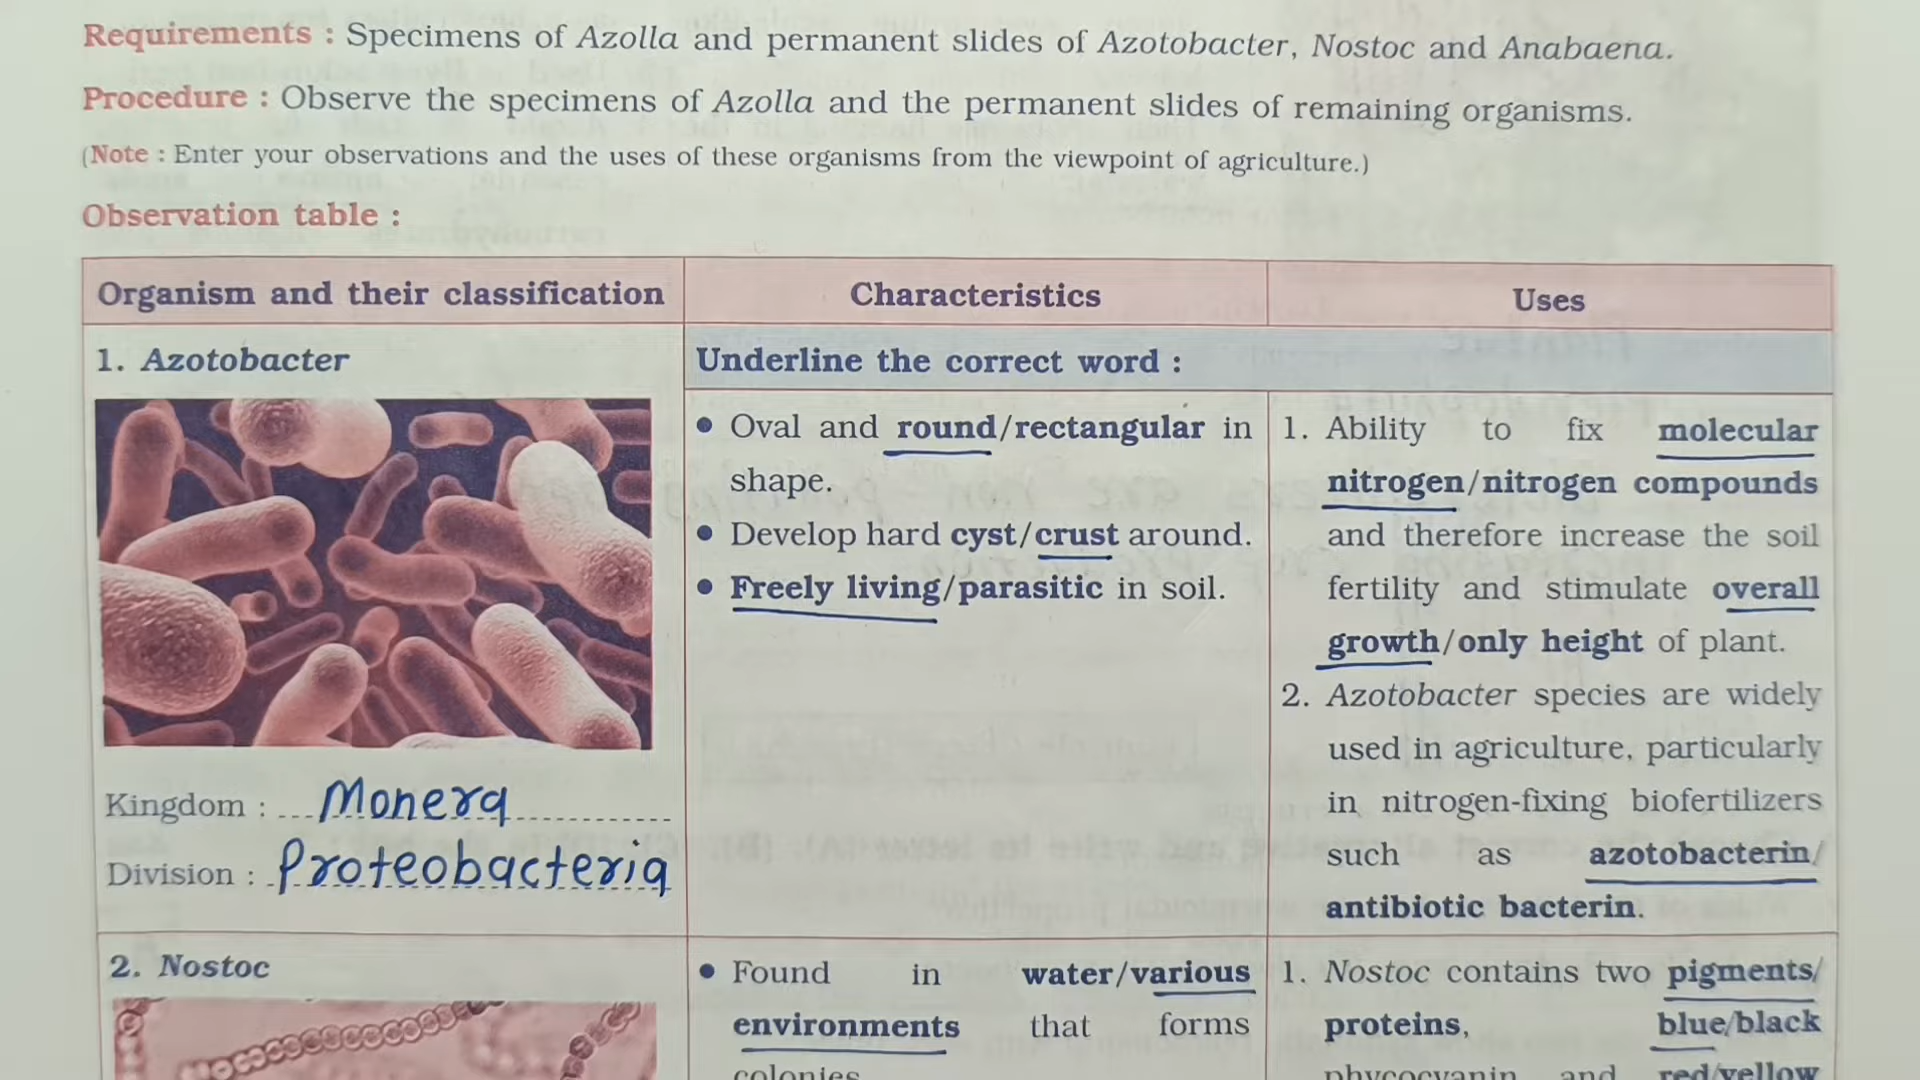 Requirements : Specimens of Azolla and permanent slides of Azotobacter, Nostoc and Anabaena.
Procedure : Observe the specimens of Azolla and the permanent slides of remaining organisms.
(Note : Enter your observations and the uses of these organisms from the viewpoint of agriculture.)
Observation table :
Organism and their classification
Characteristics
Uses
1. Azotobacter
Kingdom : Monera
Division : Proteobacteria
Underline the correct word :
• Oval and round/rectangular in
shape.
• Develop hard cyst/crust around.
• Freely living/parasitic in soil.
1. Ability to fix molecular
nitrogen/nitrogen compounds
and therefore increase the soil
fertility and stimulate overall
growth/only height of plant.
2. Azotobacter species are widely
used in agriculture, particularly
in nitrogen-fixing biofertilizers
such as azotobacterin/
antibiotic bacterin.
2. Nostoc
• Found in water/various
environments that forms
colonies
1. Nostoc contains two pigments/
proteins, blue/black
phycocyanin and red/yellow